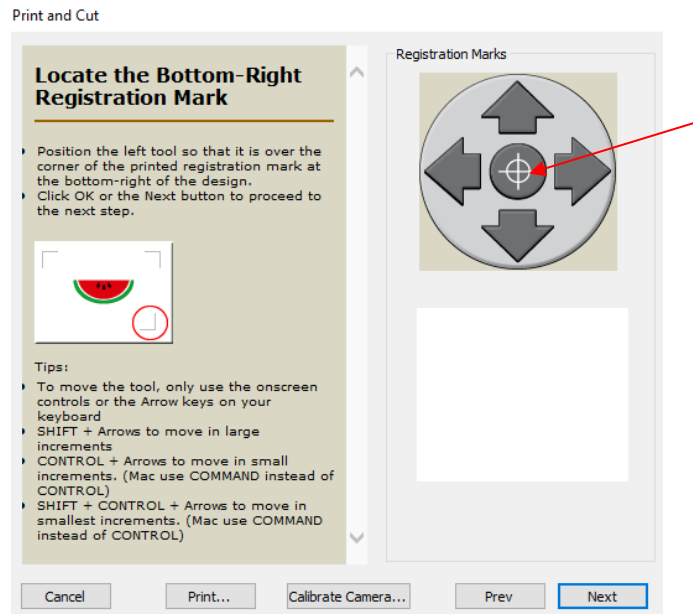 Print and Cut
Locate the Bottom-Right
Registration Mark
Position the left tool so that it is over the
corner of the printed registration mark at
the bottom-right of the design.
Click OK or the Next button to proceed to
the next step.
Tips:
To move the tool, only use the onscreen
controls or the Arrow keys on your
keyboard
SHIFT + Arrows to move in large
increments
CONTROL + Arrows to move in small
increments. (Mac use COMMAND instead of
CONTROL)
SHIFT + CONTROL + Arrows to move in
smallest increments. (Mac use COMMAND
instead of CONTROL)
Registration Marks
Cancel
Print...
Calibrate Camera...
Prev
Next